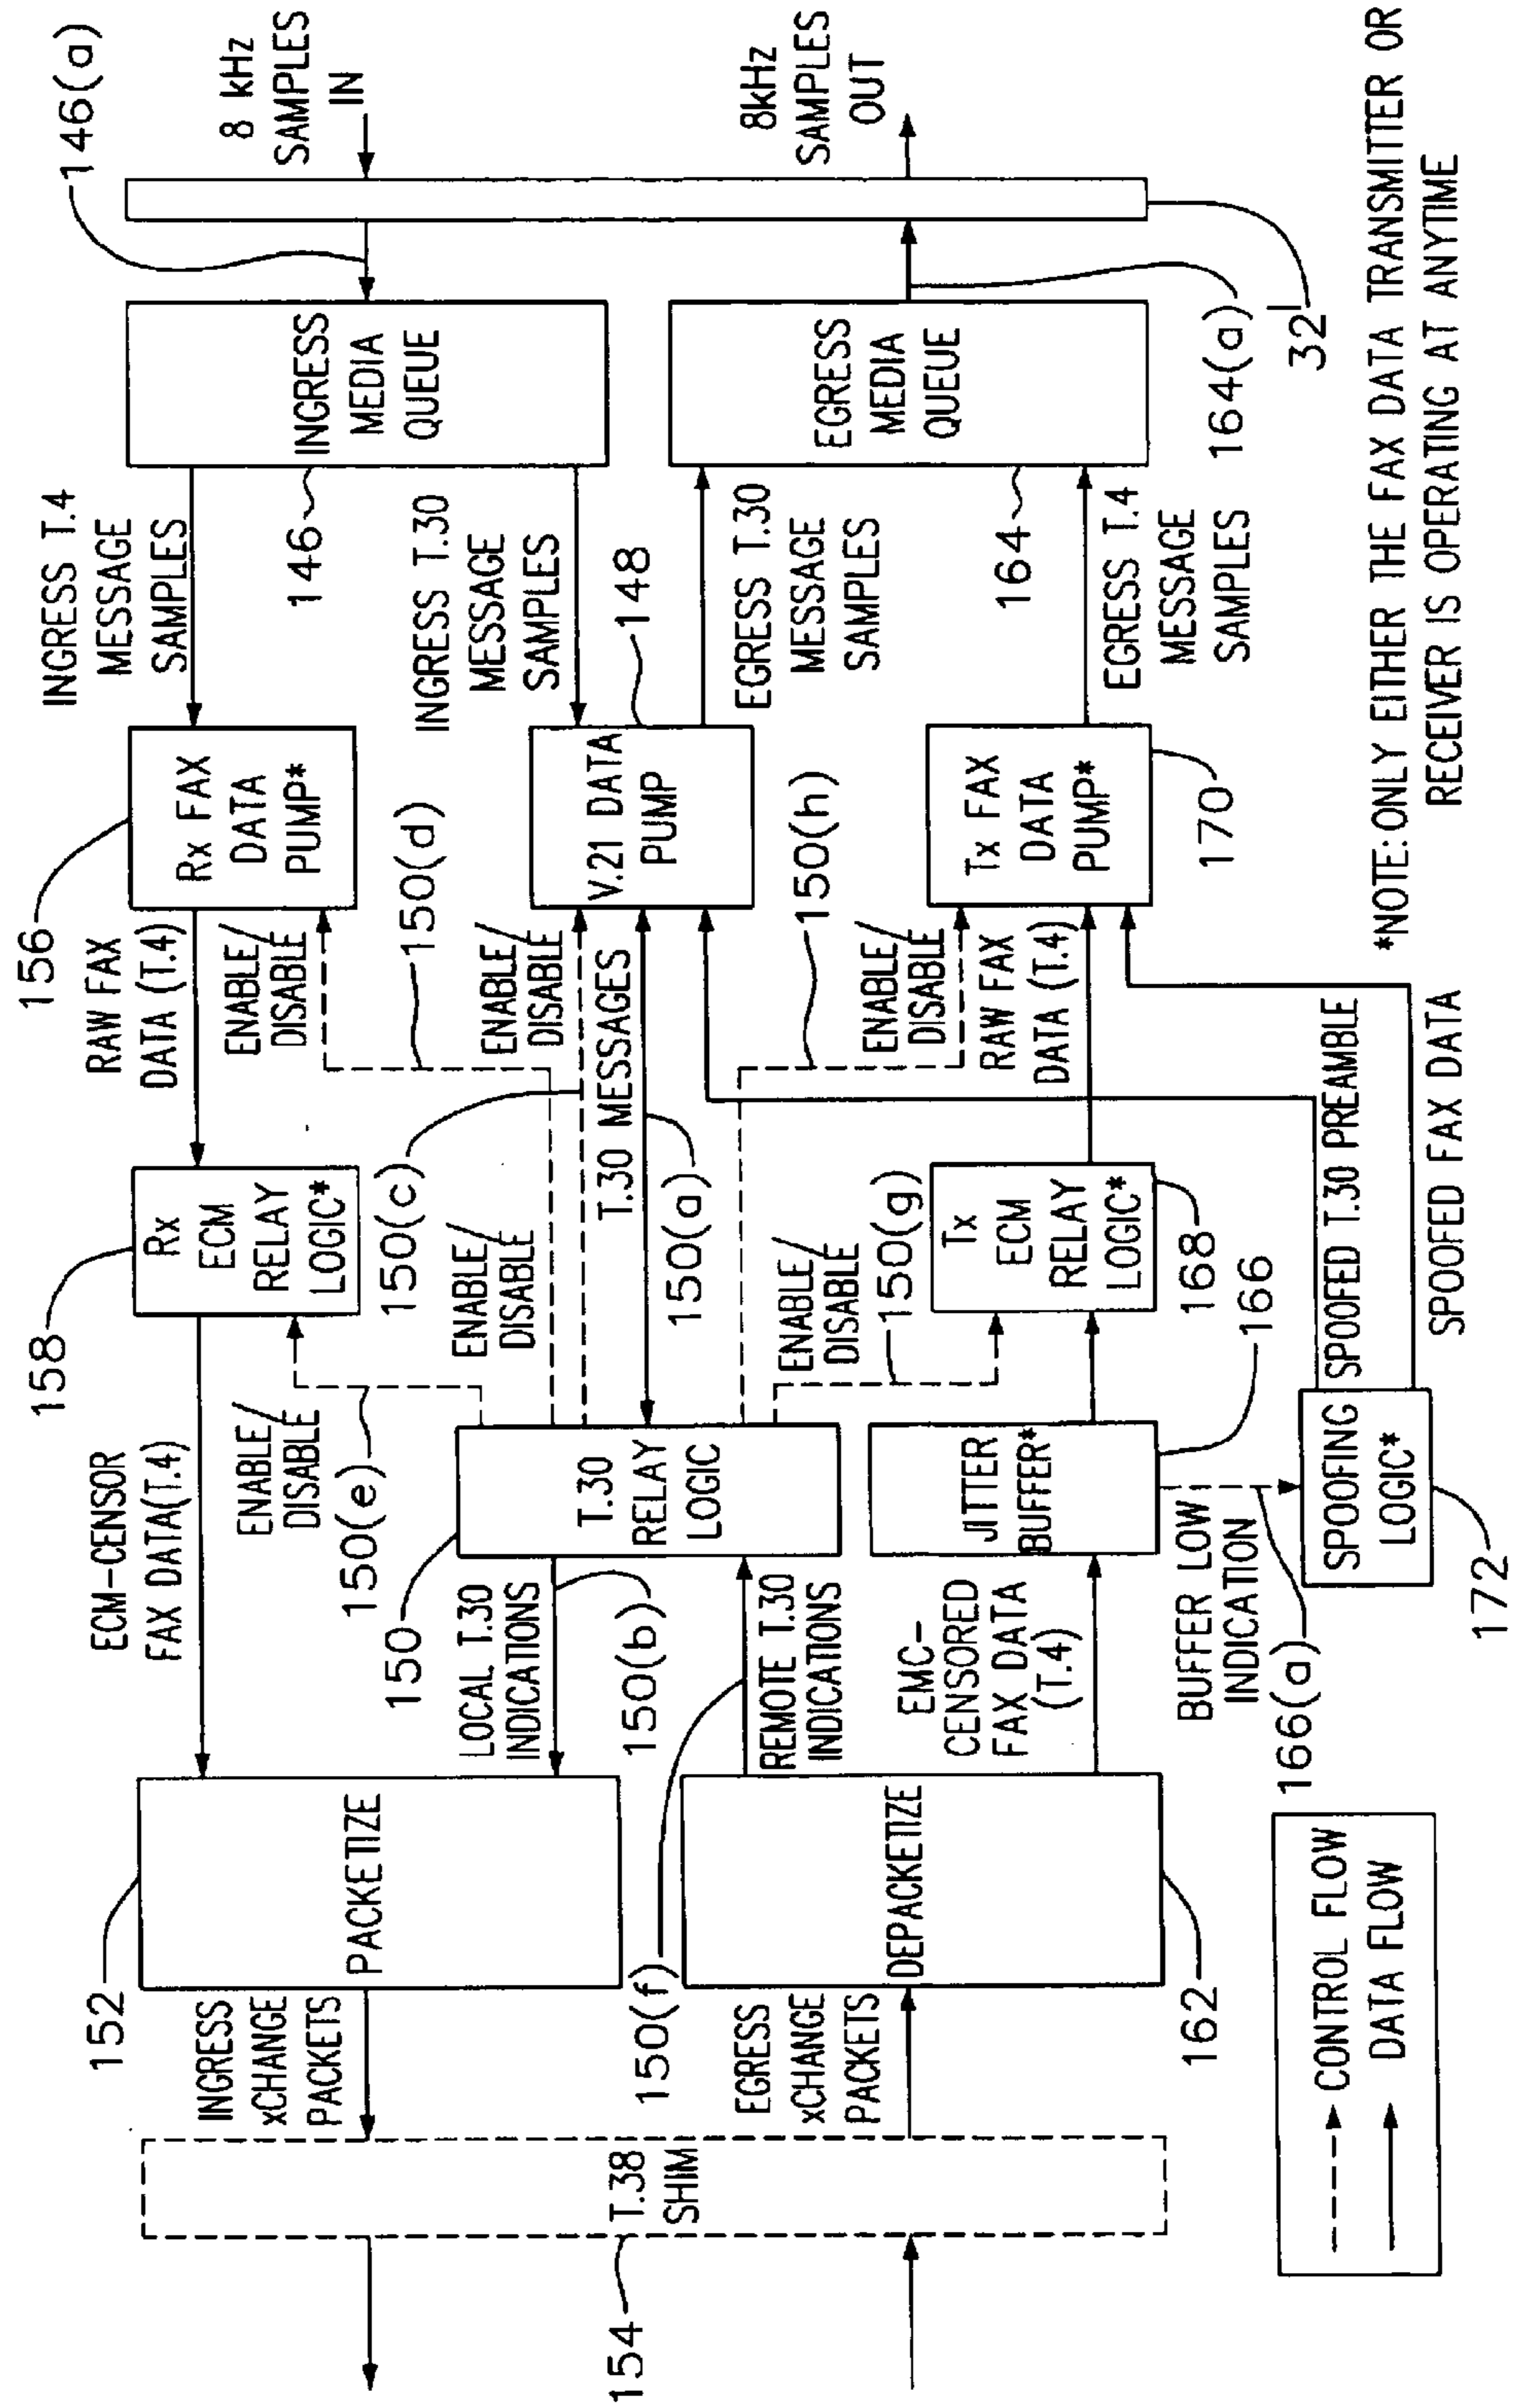 8 kHz
SAMPLES
IN
146(a)
8kHz
SAMPLES
OUT
INGRESS
MEDIA
QUEUE
EGRESS
MEDIA
QUEUE
164(a)
32'
146
164
INGRESS T.4
MESSAGE
SAMPLES
INGRESS T.30
MESSAGE
SAMPLES
148
EGRESS T.30
MESSAGE
SAMPLES
EGRESS T.4
MESSAGE
SAMPLES
156
Rx FAX
DATA
PUMP*
V.21 DATA
PUMP
Tx FAX
DATA
PUMP*
170
RAW FAX
DATA (T.4)
ENABLE/
DISABLE
150(d)
ENABLE/
DISABLE
T.30 MESSAGES
150(h)
ENABLE/
DISABLE
RAW FAX
DATA (T.4)
158
Rx
ECM
RELAY
LOGIC*
150(c)
ENABLE/
DISABLE
150(a)
ENABLE/
DISABLE
150(g)
Tx
ECM
RELAY
LOGIC*
168
166
SPOOFED T.30 PREAMBLE
SPOOFED FAX DATA
ECM-CENSOR
FAX DATA(T.4)
ENABLE/
DISABLE
150(e)
150
T.30
RELAY
LOGIC
JITTER
BUFFER*
SPOOFING
LOGIC*
172
LOCAL T.30
INDICATIONS
150(b)
REMOTE T.30
INDICATIONS
EMC-
CENSORED
FAX DATA
(T.4)
BUFFER LOW
INDICATION
166(a)
152
PACKETIZE
DEPACKETIZE
162
150(f)
INGRESS
xCHANGE
PACKETS
EGRESS
xCHANGE
PACKETS
T.38
SHIM
154
CONTROL FLOW
DATA FLOW
*NOTE: ONLY EITHER THE FAX DATA TRANSMITTER OR
RECEIVER IS OPERATING AT ANYTIME